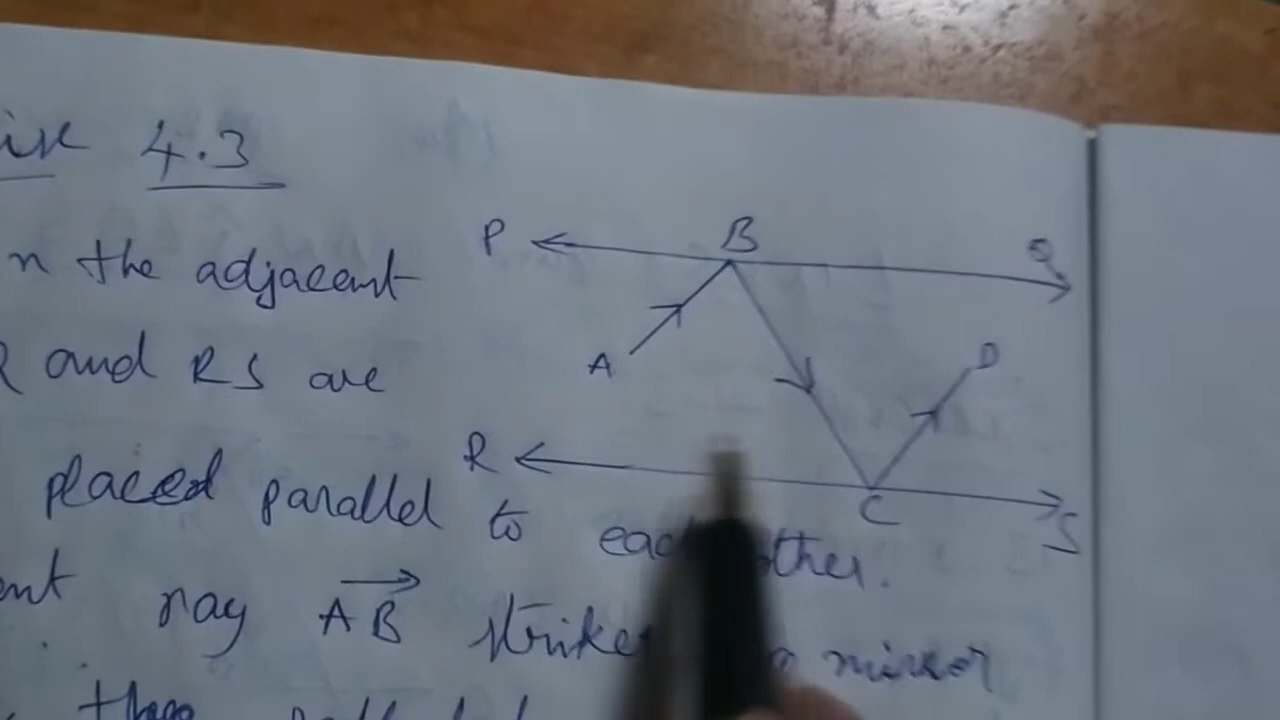 4.3
n the adjacent
P B Q
A D
and RS are
R C S
placed parallel to each other.
ray AB strikes mirror